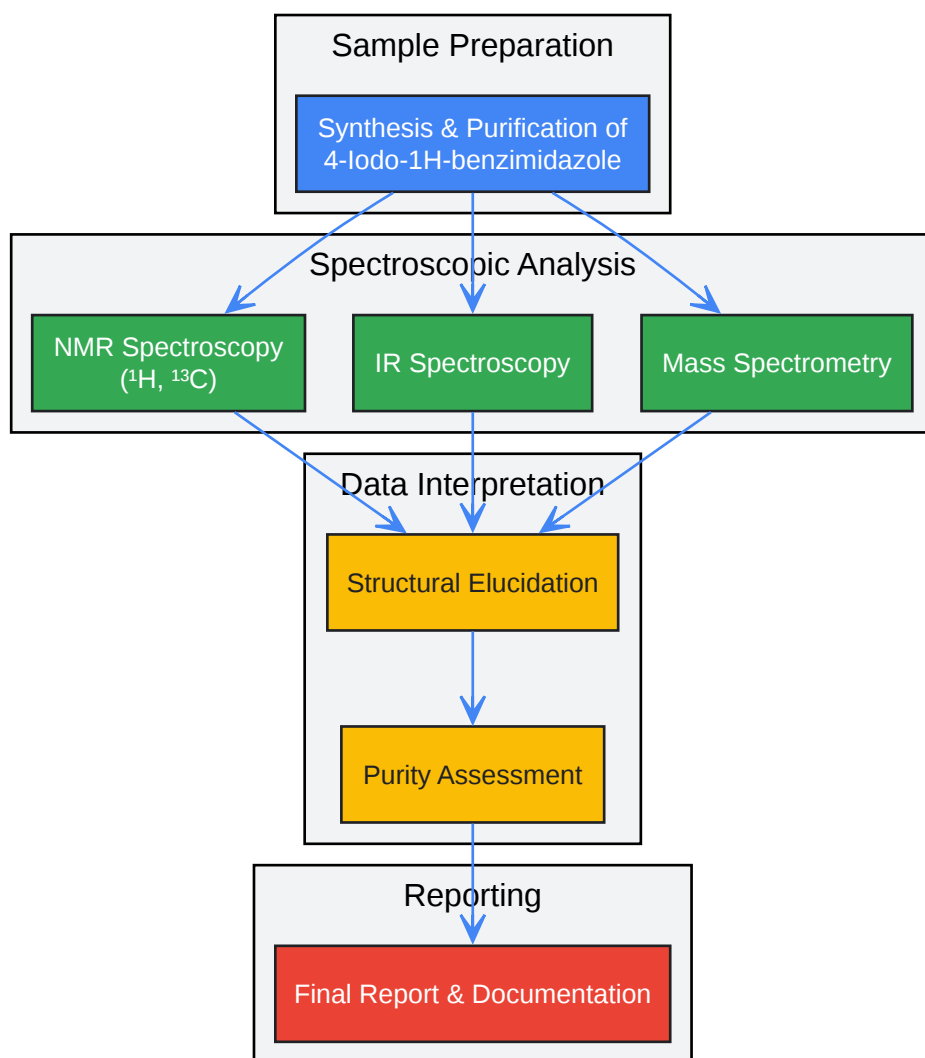 Sample Preparation
Synthesis & Purification of
4-Iodo-1H-benzimidazole
Spectroscopic Analysis
NMR Spectroscopy
(¹H, ¹³C)
IR Spectroscopy
Mass Spectrometry
Data Interpretation
Structural Elucidation
Purity Assessment
Reporting
Final Report & Documentation